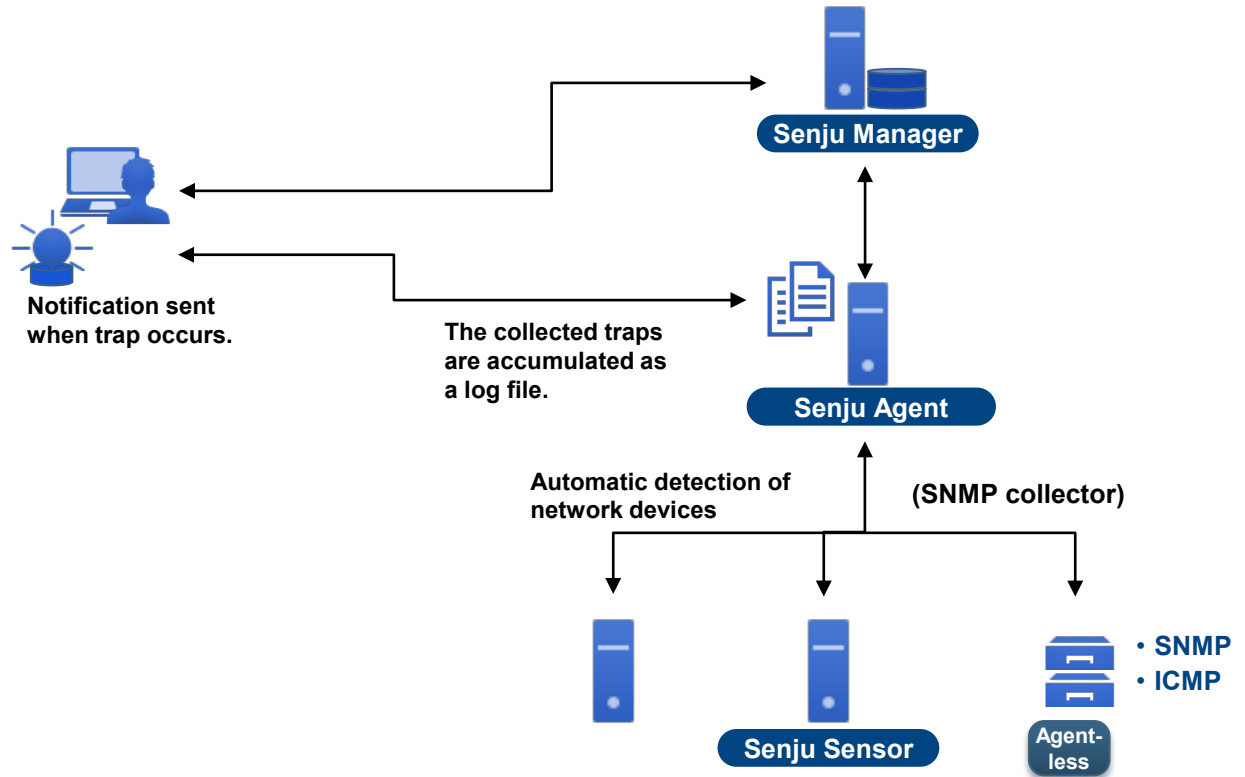 Senju Manager
Notification sent
when trap occurs.
The collected traps
are accumulated as
a log file.
Senju Agent
Automatic detection of
network devices
(SNMP collector)
• SNMP
• ICMP
Senju Sensor
Agent-
less